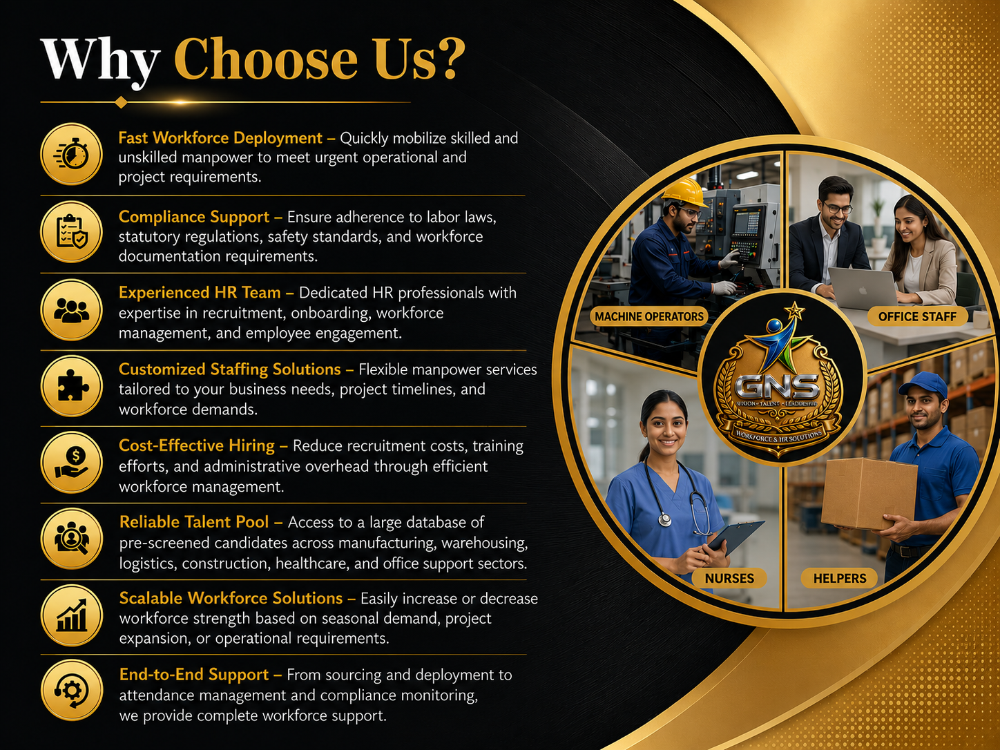 Why Choose Us?
Fast Workforce Deployment – Quickly mobilize skilled and
unskilled manpower to meet urgent operational and
project requirements.
Compliance Support – Ensure adherence to labor laws,
statutory regulations, safety standards, and workforce
documentation requirements.
Experienced HR Team – Dedicated HR professionals with
expertise in recruitment, onboarding, workforce
management, and employee engagement.
Customized Staffing Solutions – Flexible manpower services
tailored to your business needs, project timelines, and
workforce demands.
Cost-Effective Hiring – Reduce recruitment costs, training
efforts, and administrative overhead through efficient
workforce management.
Reliable Talent Pool – Access to a large database of
pre-screened candidates across manufacturing, warehousing,
logistics, construction, healthcare, and office support sectors.
Scalable Workforce Solutions – Easily increase or decrease
workforce strength based on seasonal demand, project
expansion, or operational requirements.
End-to-End Support – From sourcing and deployment to
attendance management and compliance monitoring,
we provide complete workforce support.
MACHINE OPERATORS
OFFICE STAFF
GNS
VISION • TALENT • LEADERSHIP
WORKFORCE & HR SOLUTIONS
NURSES
HELPERS
$